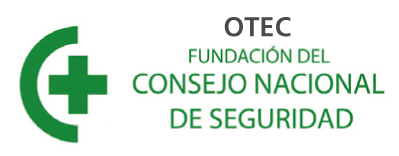 OTEC
FUNDACIÓN DEL
CONSEJO NACIONAL
DE SEGURIDAD